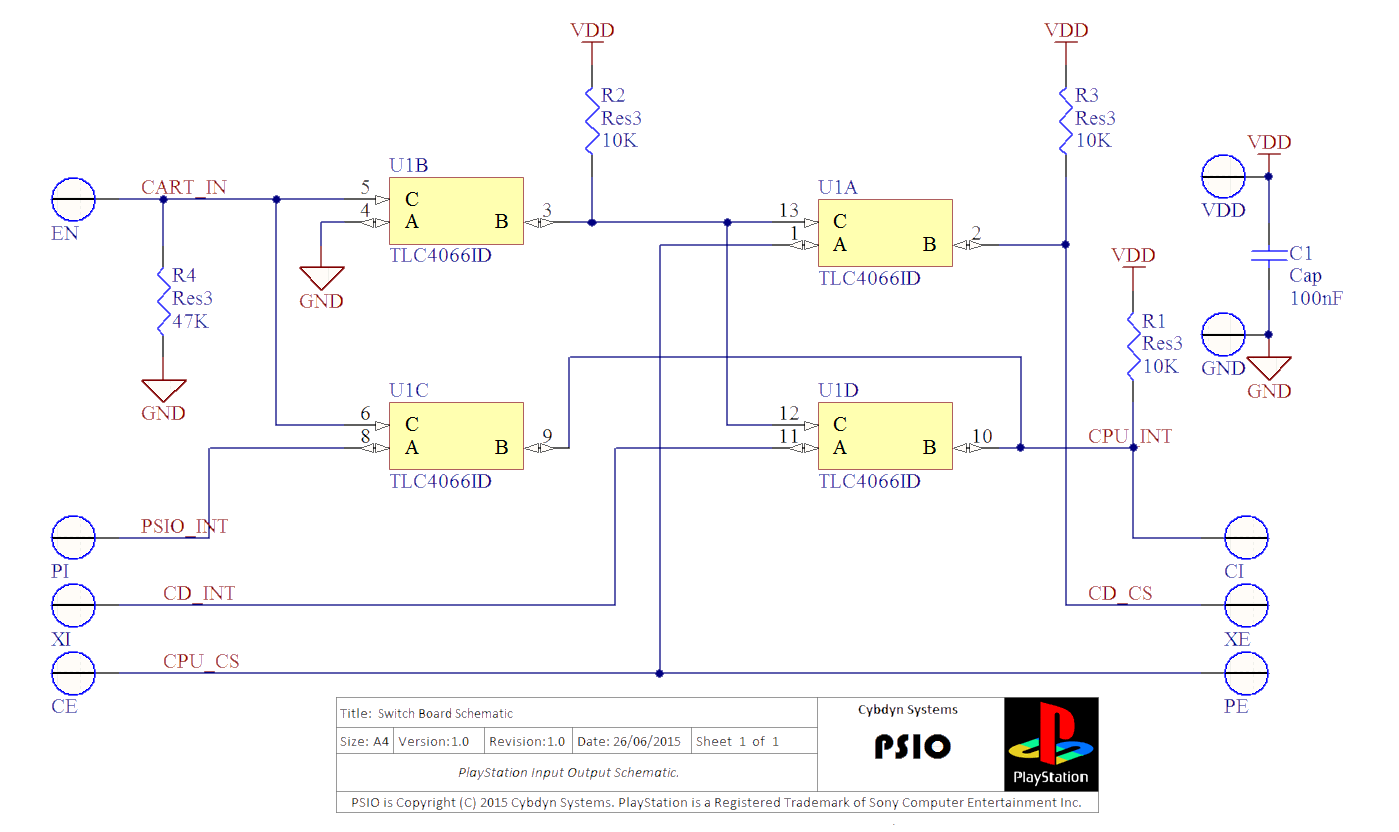 VDD
VDD
R2
Res3
10K
R3
Res3
10K
VDD
VDD
U1B
CART_IN
5
C
4
A
B
3
TLC4066ID
EN
U1A
13
C
1
A
B
2
TLC4066ID
R4
Res3
47K
GND
GND
C1
Cap
100nF
VDD
R1
Res3
10K
GND
GND
U1C
6
C
8
A
B
9
TLC4066ID
U1D
12
C
11
A
B
10
TLC4066ID
CPU_INT
PSIO_INT
PI
CI
CD_INT
XI
CD_CS
XE
CPU_CS
CE
PE
Title: Switch Board Schematic
Size: A4 Version:1.0 Revision:1.0 Date: 26/06/2015 Sheet 1 of 1
PlayStation Input Output Schematic.
Cybdyn Systems
PSIO
PlayStation
PSIO is Copyright (C) 2015 Cybdyn Systems. PlayStation is a Registered Trademark of Sony Computer Entertainment Inc.